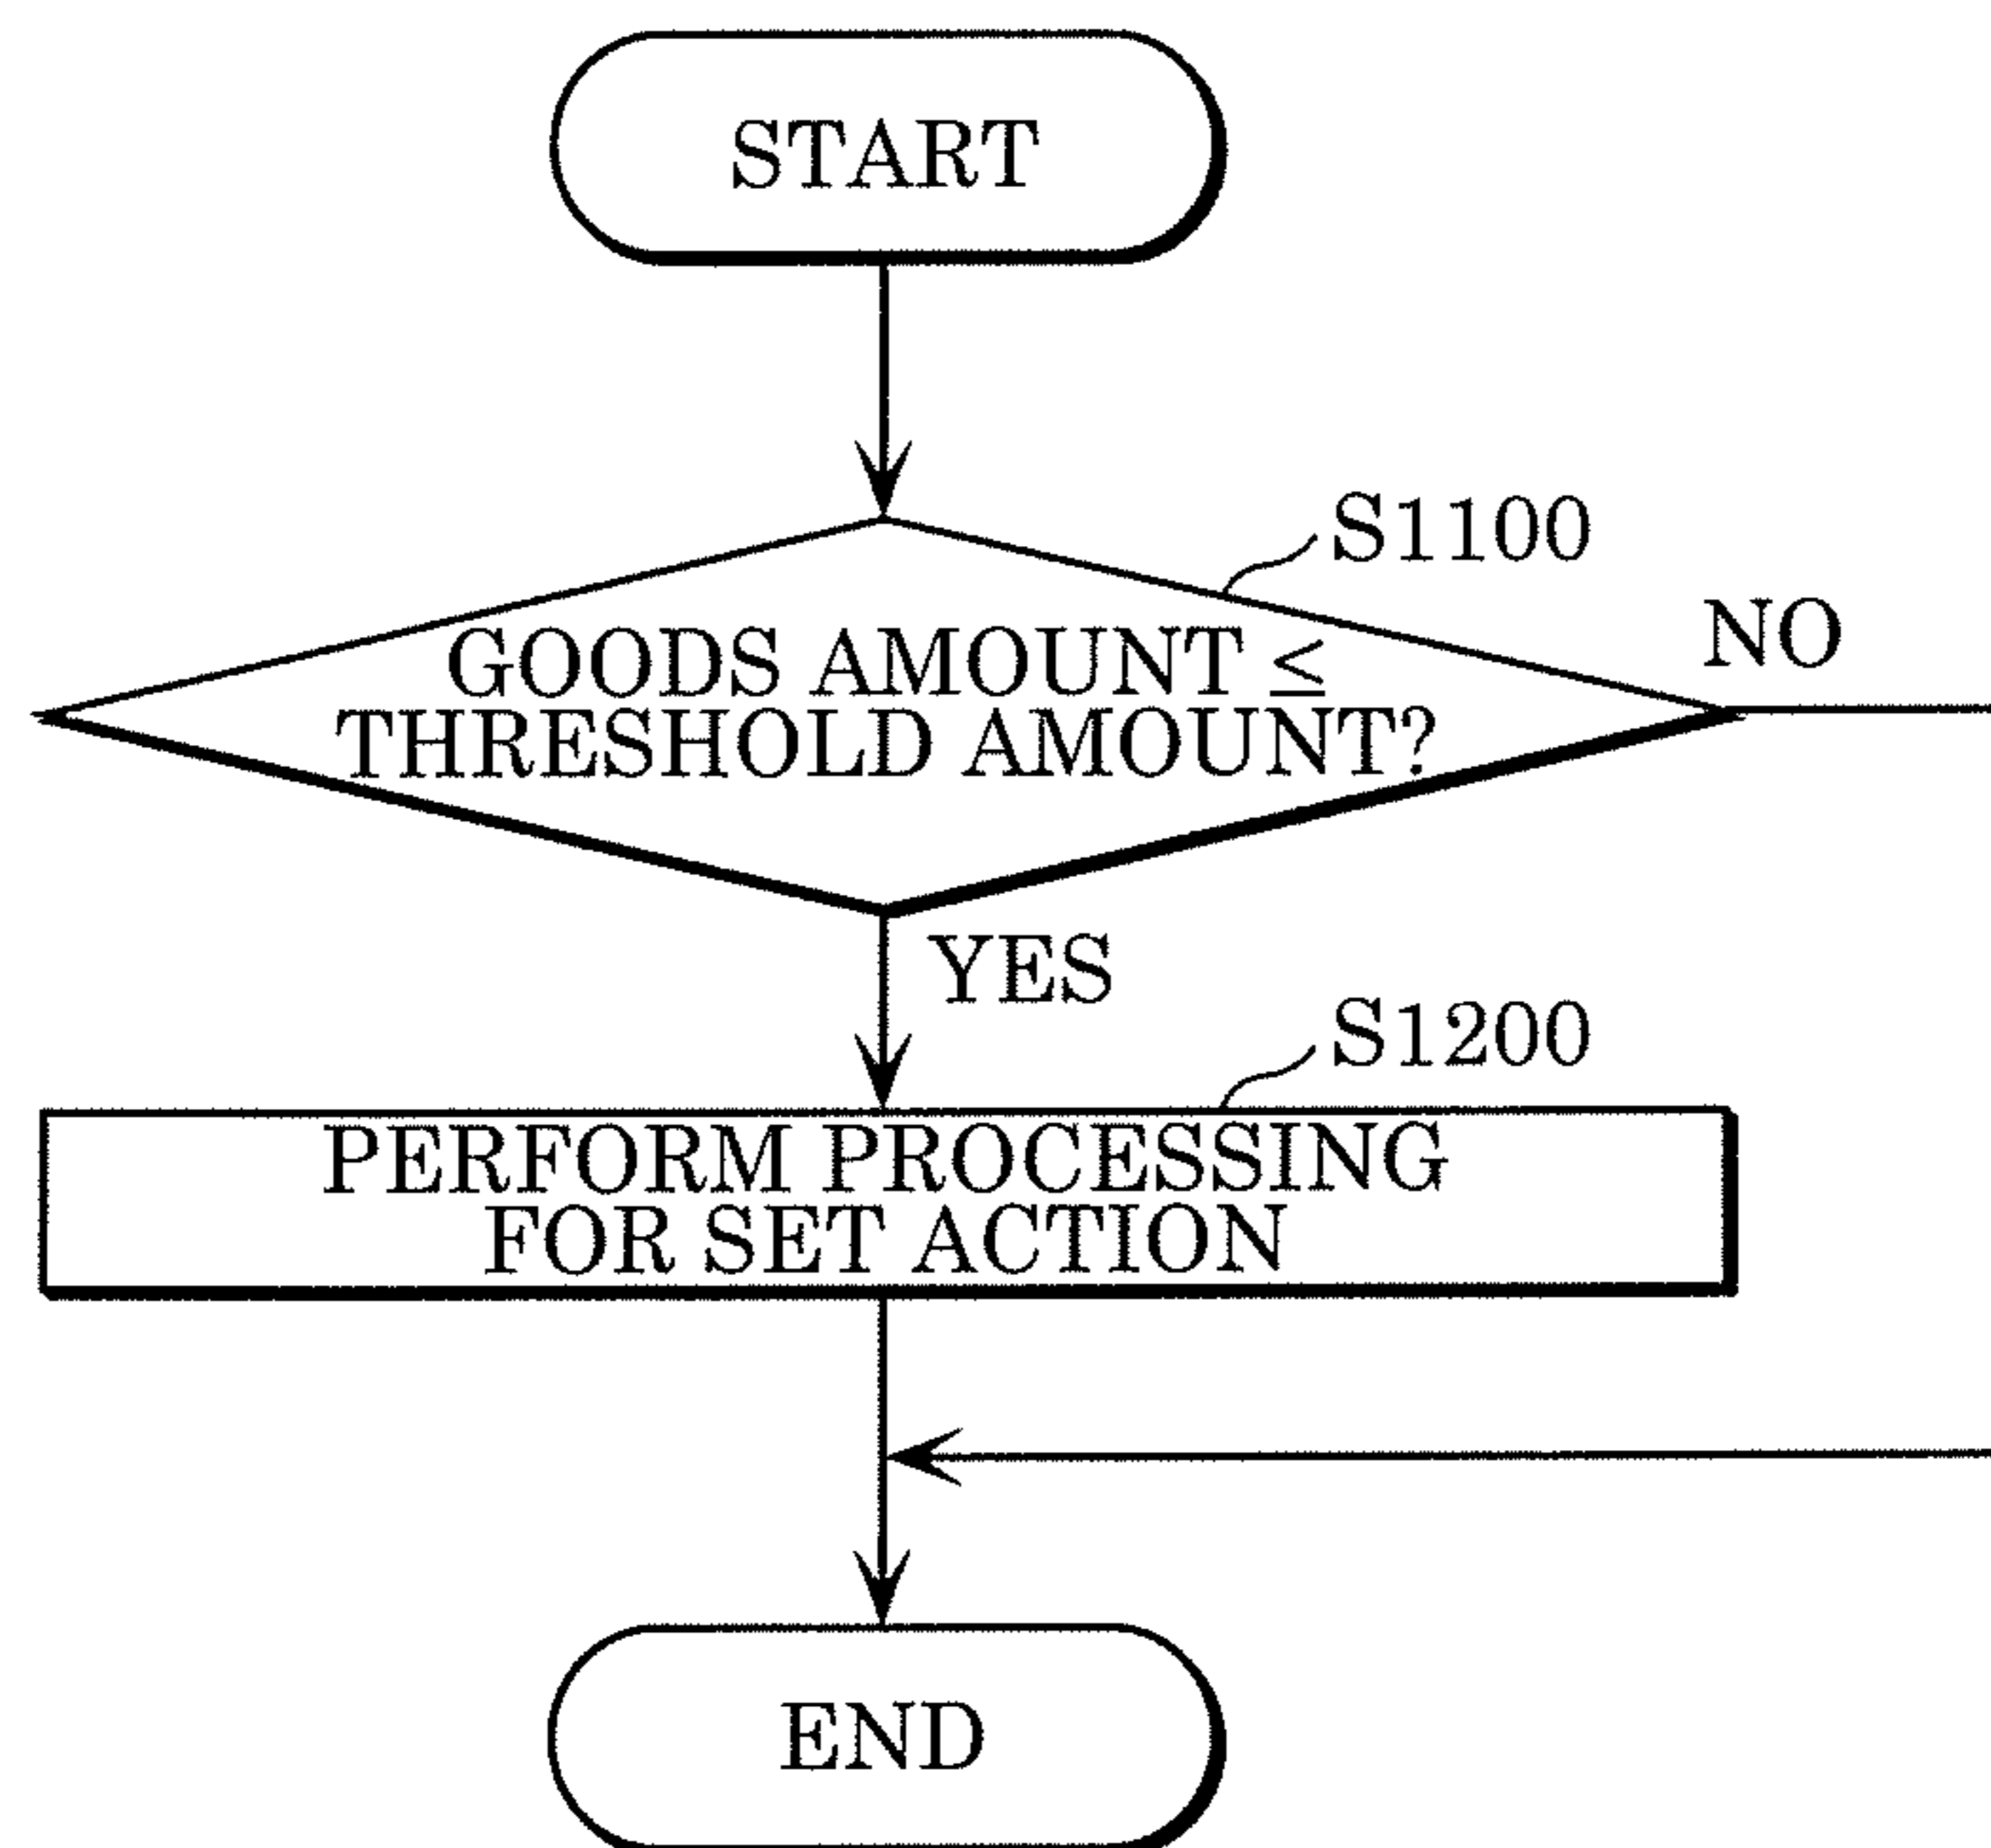 START
S1100
NO
GOODS AMOUNT ≤
THRESHOLD AMOUNT?
YES
S1200
PERFORM PROCESSING
FOR SET ACTION
END